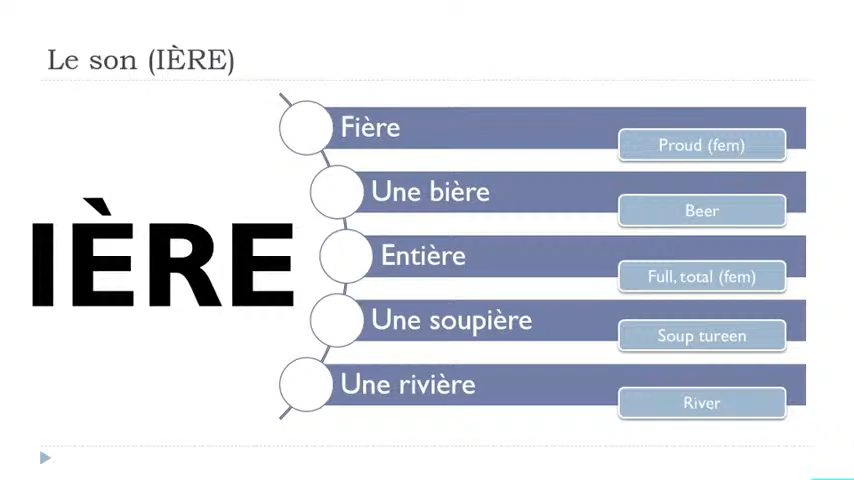 Le son (IÈRE)
IÈRE
Fière
Proud (fem)
Une bière
Beer
Entière
Full, total (fem)
Une soupière
Soup tureen
Une rivière
River